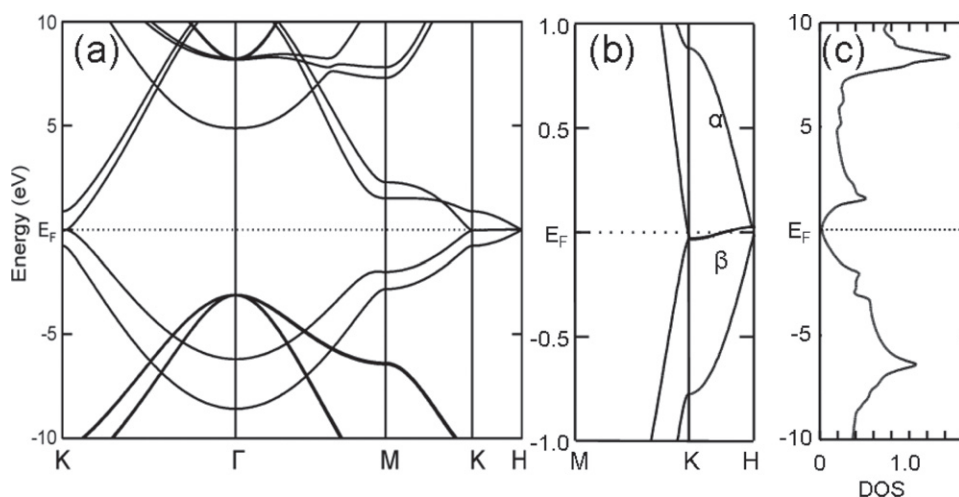 (a)
10
5
E_F
-5
-10
Energy (eV)
K Γ M K H
(b)
1.0
0.5
E_F
-0.5
-1.0
α
β
M K H
(c)
10
5
E_F
-5
-10
0 1.0
DOS